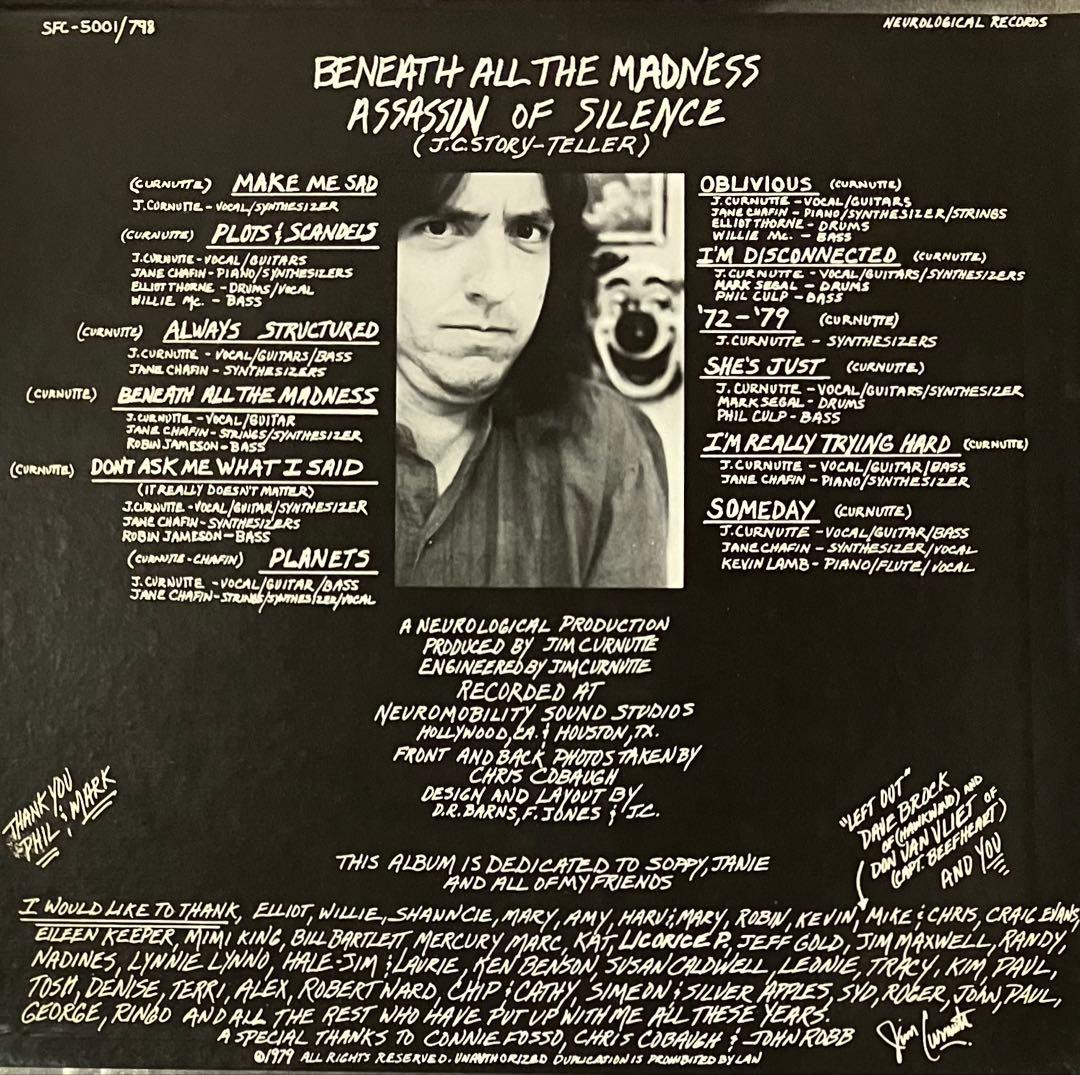 SFC-5001/798
NEUROLOGICAL RECORDS
BENEATH ALL THE MADNESS
ASSASSIN OF SILENCE
(J.C. STORY-TELLER)
(CURNUTTE) MAKE ME SAD
J. CURNUTTE - VOCAL/SYNTHESIZER
(CURNUTTE) PLOTS & SCANDELS
J. CURNUTTE - VOCAL/GUITARS
JANE CHAFIN - PIANO/SYNTHESIZERS
ELLIOT THORNE - DRUMS/VOCAL
WILLIE Mc. - BASS
(CURNUTTE) ALWAYS STRUCTURED
J. CURNUTTE - VOCAL/GUITARS/BASS
JANE CHAFIN - SYNTHESIZERS
(CURNUTTE) BENEATH ALL THE MADNESS
J. CURNUTTE - VOCAL/GUITAR
JANE CHAFIN - STRINGS/SYNTHESIZER
ROBIN JAMESON - BASS
(CURNUTTE) DON'T ASK ME WHAT I SAID
(IT REALLY DOESN'T MATTER)
J. CURNUTTE - VOCAL/GUITAR/SYNTHESIZER
JANE CHAFIN - SYNTHESIZERS
ROBIN JAMESON - BASS
(CURNUTTE - CHAFIN) PLANETS
J. CURNUTTE - VOCAL/GUITAR/BASS
JANE CHAFIN - STRINGS/SYNTHESIZER/VOCAL
OBLIVIOUS (CURNUTTE)
J. CURNUTTE - VOCAL/GUITARS
JANE CHAFIN - PIANO/SYNTHESIZER/STRINGS
ELLIOT THORNE - DRUMS
WILLIE Mc. - BASS
I'M DISCONNECTED (CURNUTTE)
J. CURNUTTE - VOCAL/GUITARS/SYNTHESIZERS
MARK SEGAL - DRUMS
PHIL CULP - BASS
'72 - '79 (CURNUTTE)
J. CURNUTTE - SYNTHESIZERS
SHE'S JUST (CURNUTTE)
J. CURNUTTE - VOCAL/GUITARS/SYNTHESIZER
MARK SEGAL - DRUMS
PHIL CULP - BASS
I'M REALLY TRYING HARD (CURNUTTE)
J. CURNUTTE - VOCAL/GUITAR/BASS
JANE CHAFIN - PIANO/SYNTHESIZER
SOMEDAY (CURNUTTE)
J. CURNUTTE - VOCAL/GUITAR/BASS
JANE CHAFIN - SYNTHESIZER/VOCAL
KEVIN LAMB - PIANO/FLUTE/VOCAL
A NEUROLOGICAL PRODUCTION
PRODUCED BY JIM CURNUTTE
ENGINEERED BY JIM CURNUTTE
RECORDED AT
NEUROMOBILITY SOUND STUDIOS
HOLLYWOOD, CA. & HOUSTON, TX.
FRONT AND BACK PHOTOS TAKEN BY
CHRIS COBAUGH
DESIGN AND LAYOUT BY
D.R. BARNS, F. JONES & J.C.
THANK YOU
PHIL & MARK
"LEFT OUT"
DAVE BROCK
OF (HAWKWIND) AND
DON VAN VLIET OF
(CAPT. BEEFHEART)
AND YOU
THIS ALBUM IS DEDICATED TO SOPPY, JANIE
AND ALL OF MY FRIENDS
I WOULD LIKE TO THANK, ELLIOT, WILLIE, SHANNCIE, MARY, AMY, HARV & MARY, ROBIN, KEVIN, MIKE & CHRIS, CRAIG EVANS,
EILEEN KEEPER, MIMI KING, BILL BARTLETT, MERCURY MARC, KAT, LICORICE P. JEFF GOLD, JIM MAXWELL, RANDY,
NADINES, LYNNIE LYNNO, HALE-JIM & LAURIE, KEN BENSON, SUSAN CALDWELL, LEONIE, TRACY, KIM, PAUL,
TOSH, DENISE, TERRI, ALEX, ROBERT WARD, CHIP & CATHY, SIMEON & SILVER APPLES, SYD, ROGER, JOHN, PAUL,
GEORGE, RINGO AND ALL THE REST WHO HAVE PUT UP WITH ME ALL THESE YEARS.
A SPECIAL THANKS TO CONNIE FOSSO, CHRIS COBAUGH & JOHN ROBB
Jim Curnutte.
©1979 ALL RIGHTS RESERVED. UNAUTHORIZED DUPLICATION IS PROHIBITED BY LAW